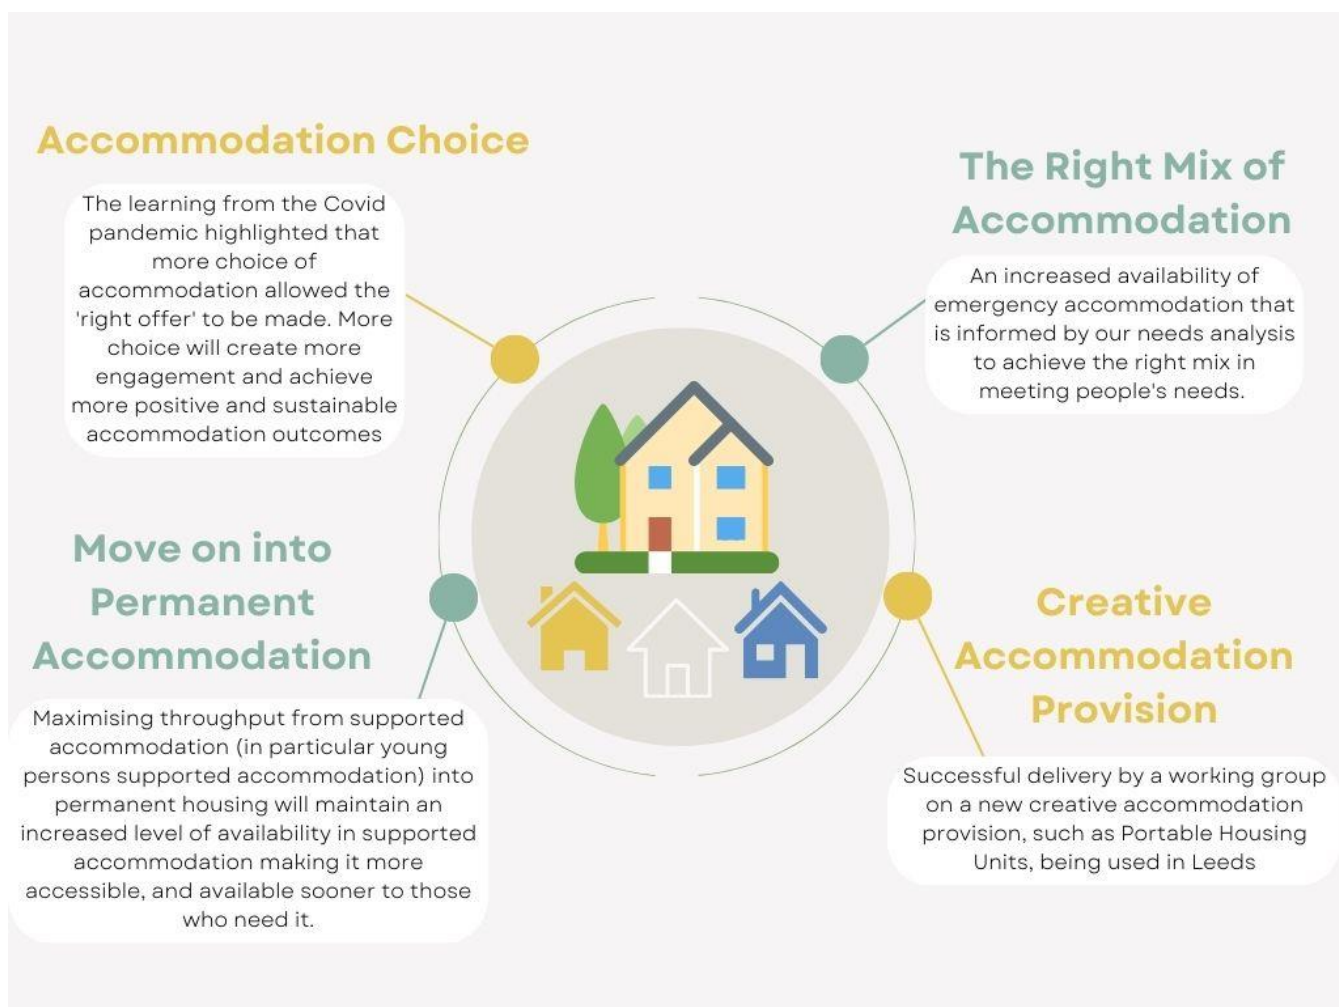 Accommodation Choice
The learning from the Covid
pandemic highlighted that
more choice of
accommodation allowed the
'right offer' to be made. More
choice will create more
engagement and achieve
more positive and sustainable
accommodation outcomes
The Right Mix of
Accommodation
An increased availability of
emergency accommodation that
is informed by our needs analysis
to achieve the right mix in
meeting people's needs.
Move on into
Permanent
Accommodation
Maximising throughput from supported
accommodation (in particular young
persons supported accommodation) into
permanent housing will maintain an
increased level of availability in supported
accommodation making it more
accessible, and available sooner to those
who need it.
Creative
Accommodation
Provision
Successful delivery by a working group
on a new creative accommodation
provision, such as Portable Housing
Units, being used in Leeds